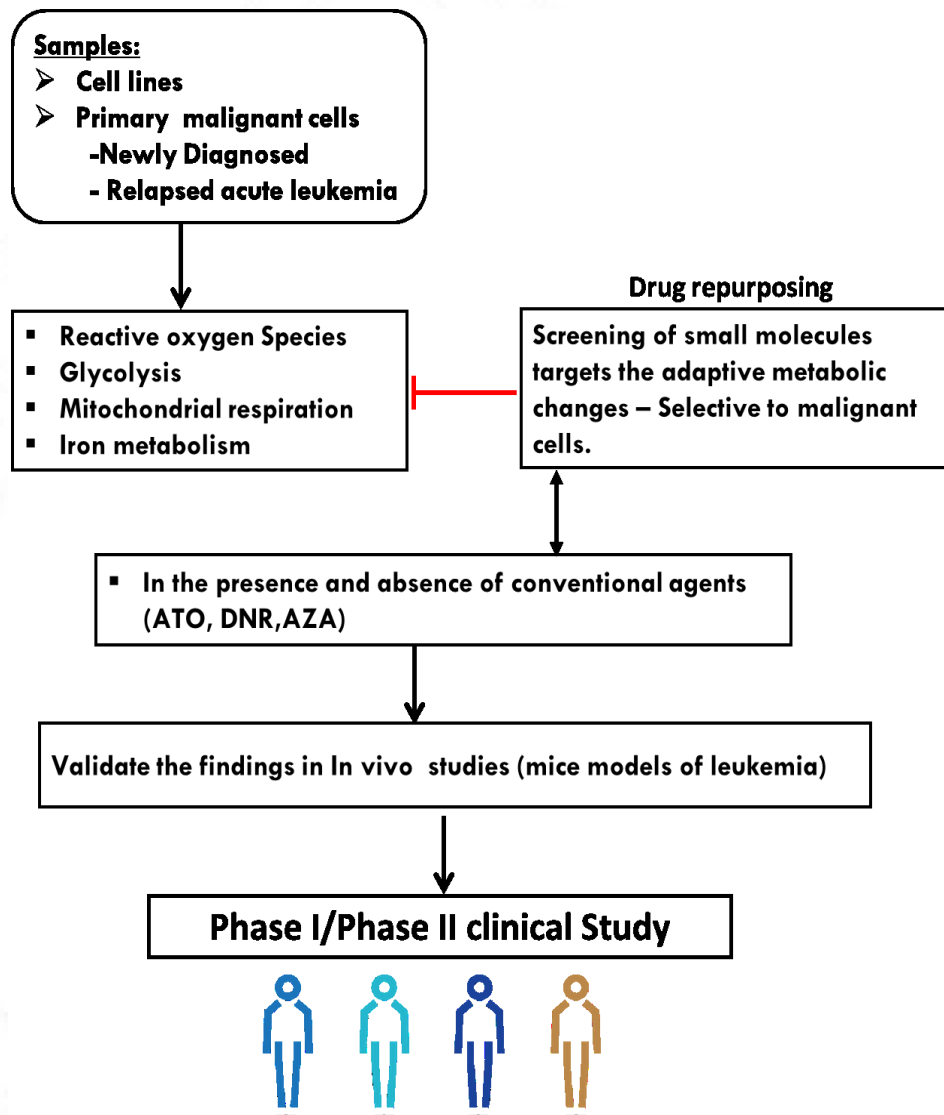 Samples:
➢ Cell lines
➢ Primary malignant cells
-Newly Diagnosed
- Relapsed acute leukemia
▪ Reactive oxygen Species
▪ Glycolysis
▪ Mitochondrial respiration
▪ Iron metabolism
Drug repurposing
Screening of small molecules
targets the adaptive metabolic
changes – Selective to malignant
cells.
▪ In the presence and absence of conventional agents
(ATO, DNR,AZA)
Validate the findings in In vivo studies (mice models of leukemia)
Phase I/Phase II clinical Study